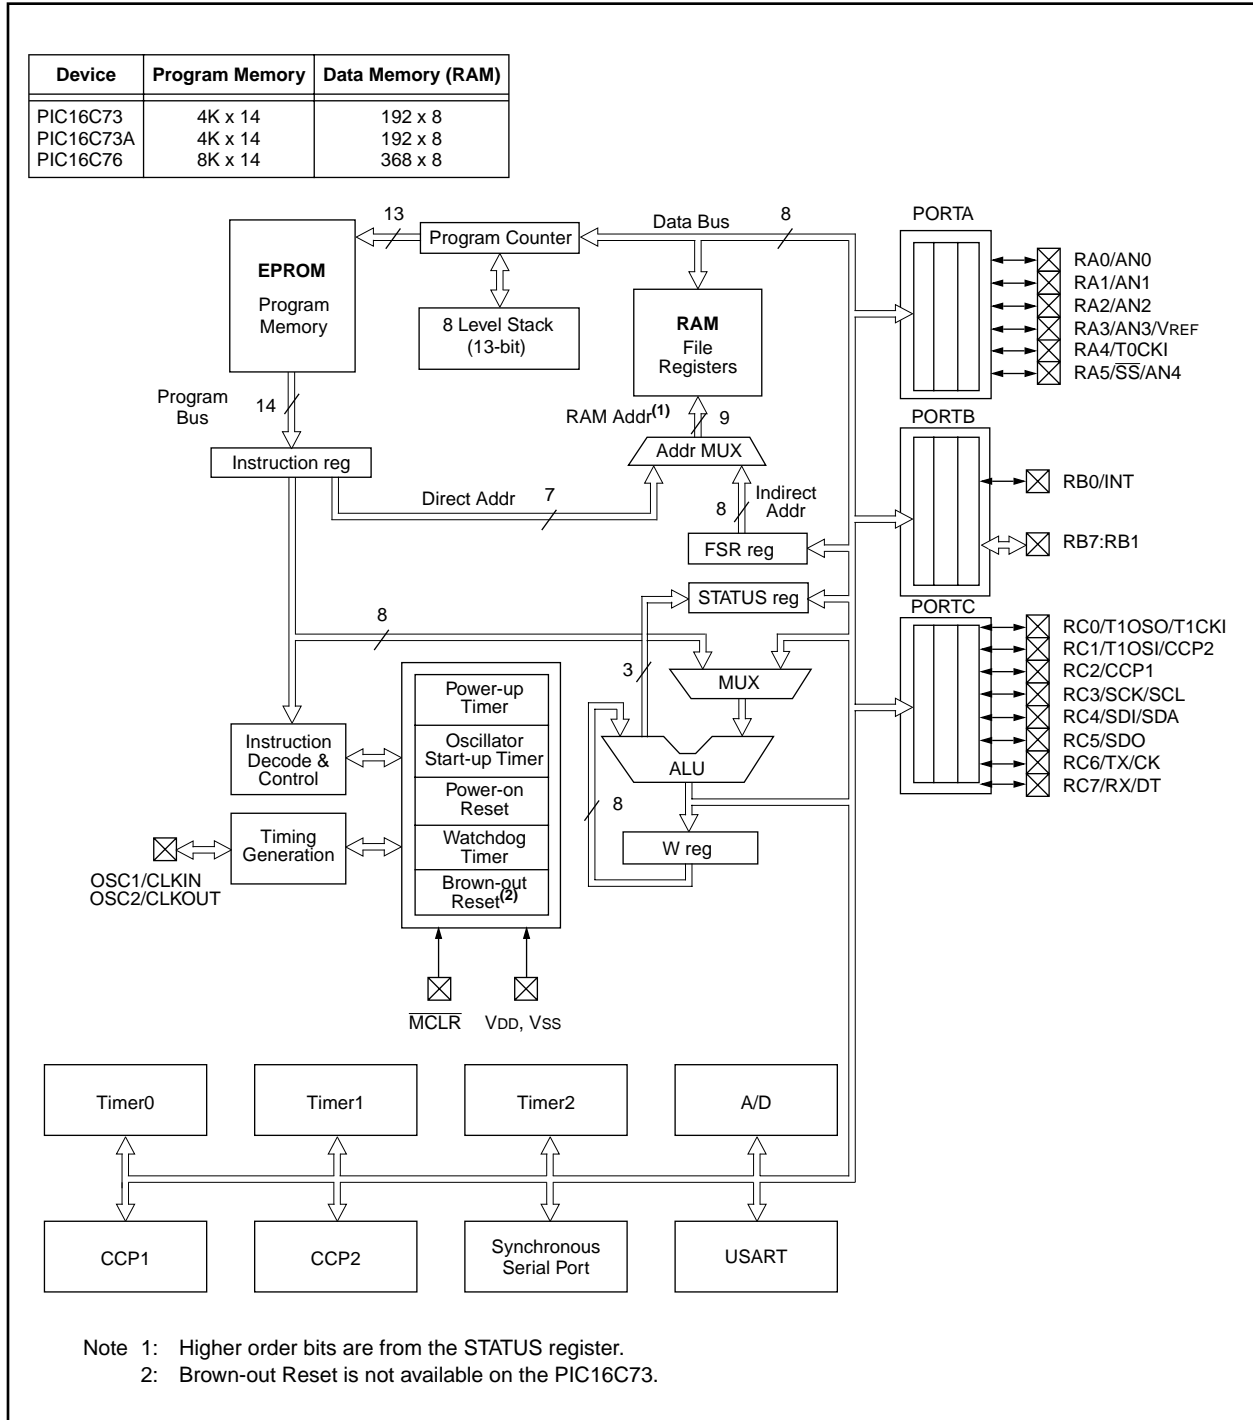 Device Program Memory Data Memory (RAM)
PIC16C73 4K x 14 192 x 8
PIC16C73A 4K x 14 192 x 8
PIC16C76 8K x 14 368 x 8
13
Data Bus
8
PORTA
EPROM
Program
Memory
Program Counter
8 Level Stack
(13-bit)
RAM
File
Registers
RA0/AN0
RA1/AN1
RA2/AN2
RA3/AN3/VREF
RA4/T0CKI
RA5/S̅S̅/AN4
Program
Bus
14
RAM Addr(1)
9
PORTB
Instruction reg
Addr MUX
Direct Addr
7
8
Indirect
Addr
RB0/INT
FSR reg
RB7:RB1
STATUS reg
PORTC
8
3
MUX
RC0/T1OSO/T1CKI
RC1/T1OSI/CCP2
RC2/CCP1
RC3/SCK/SCL
RC4/SDI/SDA
RC5/SDO
RC6/TX/CK
RC7/RX/DT
Power-up
Timer
Instruction
Decode &
Control
Oscillator
Start-up Timer
ALU
Power-on
Reset
8
Timing
Generation
Watchdog
Timer
W reg
OSC1/CLKIN
OSC2/CLKOUT
Brown-out
Reset(2)
M̅C̅L̅R̅
VDD, VSS
Timer0
Timer1
Timer2
A/D
CCP1
CCP2
Synchronous
Serial Port
USART
Note 1: Higher order bits are from the STATUS register.
2: Brown-out Reset is not available on the PIC16C73.